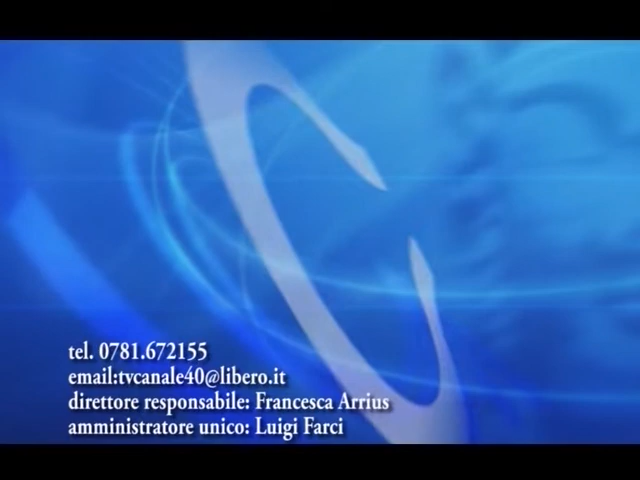 tel. 0781.672155
email:tvcanale40@libero.it
direttore responsabile: Francesca Arrius
amministratore unico: Luigi Farci